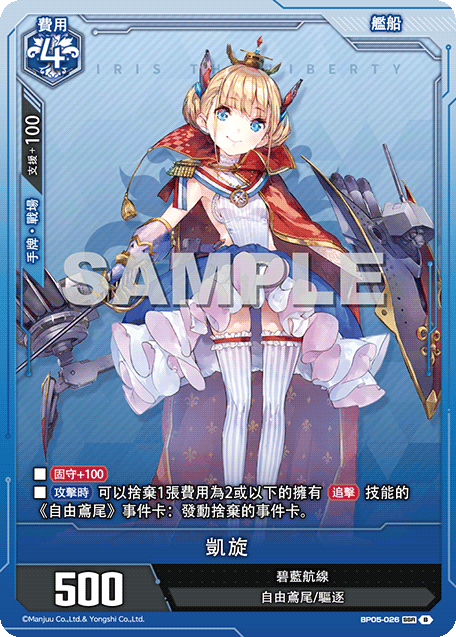 費用
4
艦船
IRIS THE LIBERTY
支援+100
手牌·戰場
SAMPLE
固守+100
攻擊時 可以捨棄1張費用為2或以下的擁有 追擊 技能的
《自由鳶尾》事件卡：發動捨棄的事件卡。
凱旋
500
碧藍航線
自由鳶尾/驅逐
©Manjuu Co.,Ltd.& Yongshi Co.,Ltd.
BP05-026 SSR B